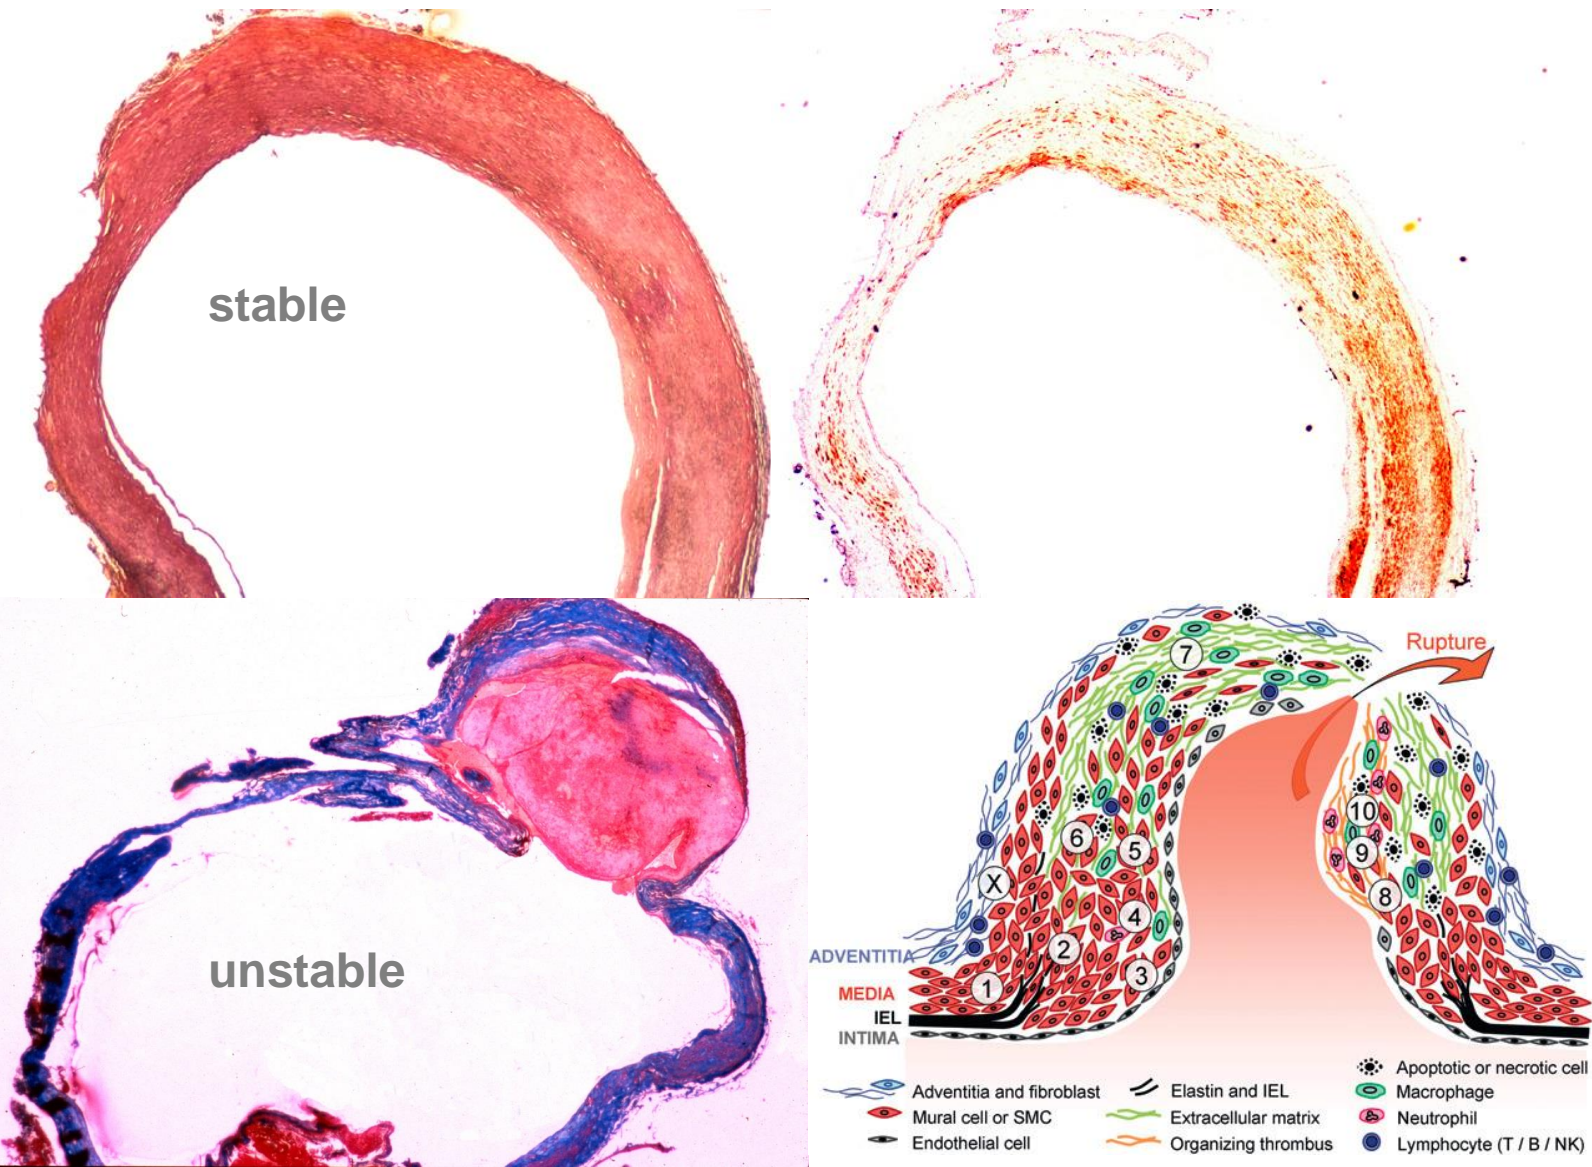 stable
unstable
Rupture
7
10
6
5
9
X
8
4
2
3
1
ADVENTITIA
MEDIA
IEL
INTIMA
Adventitia and fibroblast
Mural cell or SMC
Endothelial cell
Elastin and IEL
Extracellular matrix
Organizing thrombus
Apoptotic or necrotic cell
Macrophage
Neutrophil
Lymphocyte (T / B / NK)